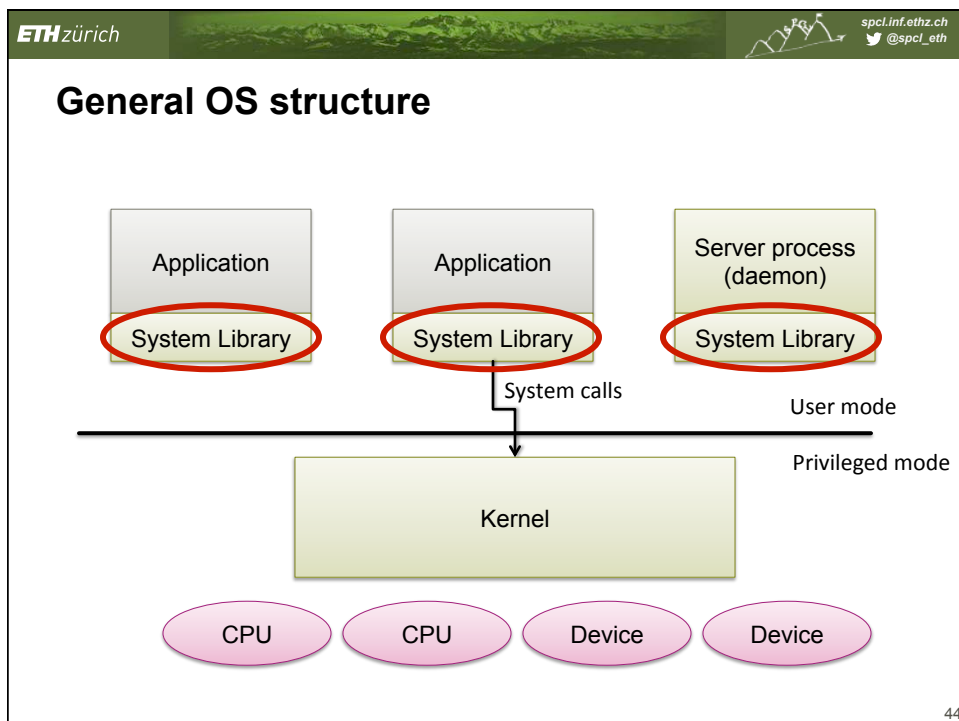 ETH zürich
spcl.inf.ethz.ch
@spcl_eth
General OS structure
Application
Application
Server process
(daemon)
System Library
System Library
System Library
System calls
User mode
Privileged mode
Kernel
CPU
CPU
Device
Device
44